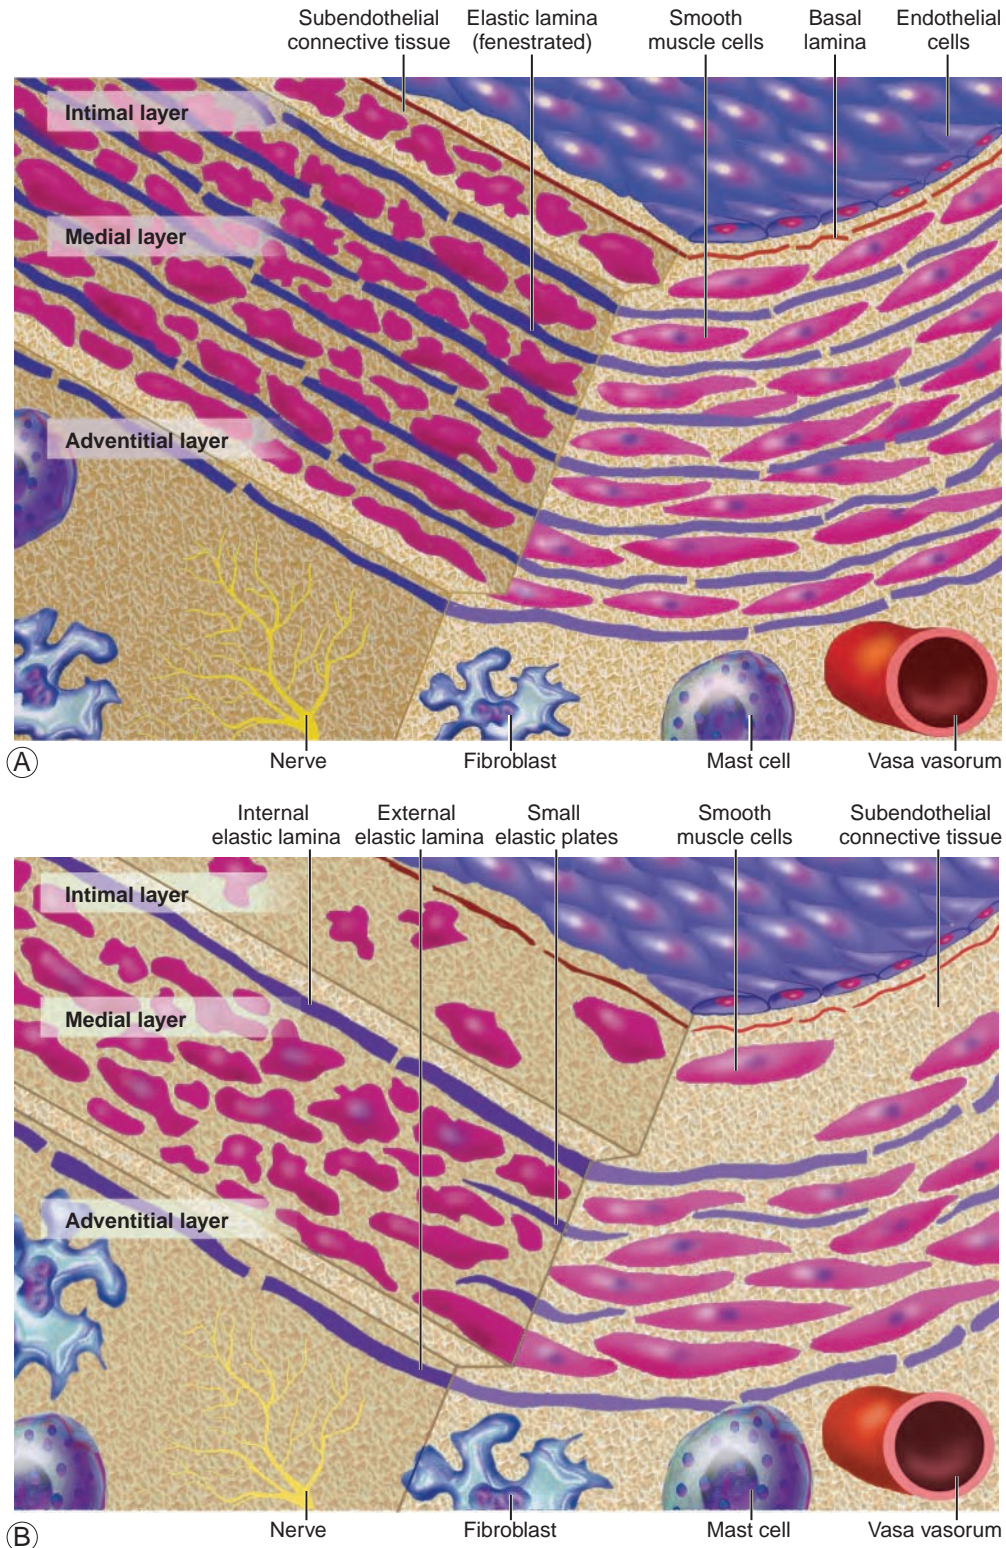 Subendothelial
connective tissue
Elastic lamina
(fenestrated)
Smooth
muscle cells
Basal
lamina
Endothelial
cells
Intimal layer
Medial layer
Adventitial layer
A
Nerve
Fibroblast
Mast cell
Vasa vasorum
Internal
elastic lamina
External
elastic lamina
Small
elastic plates
Smooth
muscle cells
Subendothelial
connective tissue
Intimal layer
Medial layer
Adventitial layer
B
Nerve
Fibroblast
Mast cell
Vasa vasorum